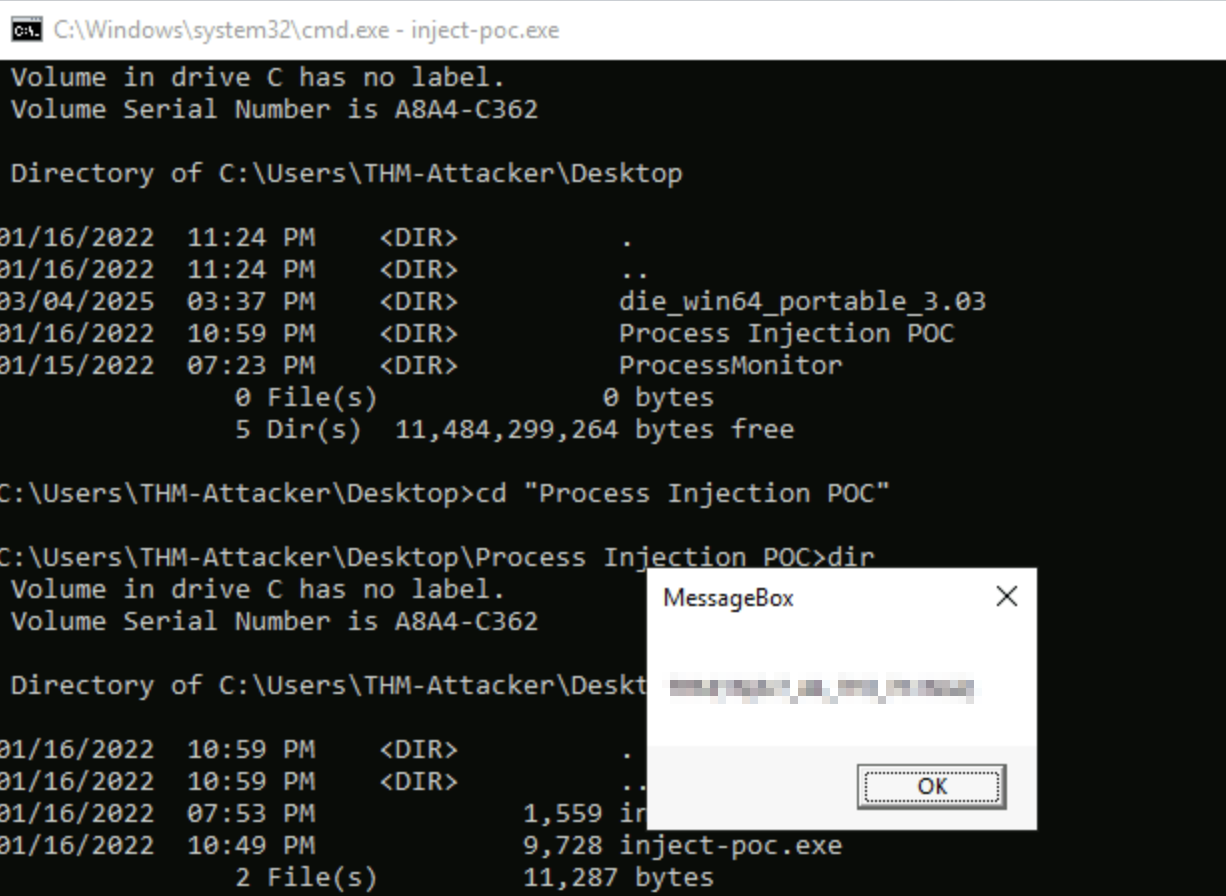 C:\Windows\system32\cmd.exe - inject-poc.exe
Volume in drive C has no label.
Volume Serial Number is A8A4-C362
Directory of C:\Users\THM-Attacker\Desktop
01/16/2022 11:24 PM <DIR> .
01/16/2022 11:24 PM <DIR> ..
03/04/2025 03:37 PM <DIR> die_win64_portable_3.03
01/16/2022 10:59 PM <DIR> Process Injection POC
01/15/2022 07:23 PM <DIR> ProcessMonitor
0 File(s) 0 bytes
5 Dir(s) 11,484,299,264 bytes free
C:\Users\THM-Attacker\Desktop>cd "Process Injection POC"
C:\Users\THM-Attacker\Desktop\Process Injection POC>dir
Volume in drive C has no label.
Volume Serial Number is A8A4-C362
Directory of C:\Users\THM-Attacker\Deskt
01/16/2022 10:59 PM <DIR> .
01/16/2022 10:59 PM <DIR> ..
01/16/2022 07:53 PM 1,559 in
01/16/2022 10:49 PM 9,728 inject-poc.exe
2 File(s) 11,287 bytes
MessageBox
OK